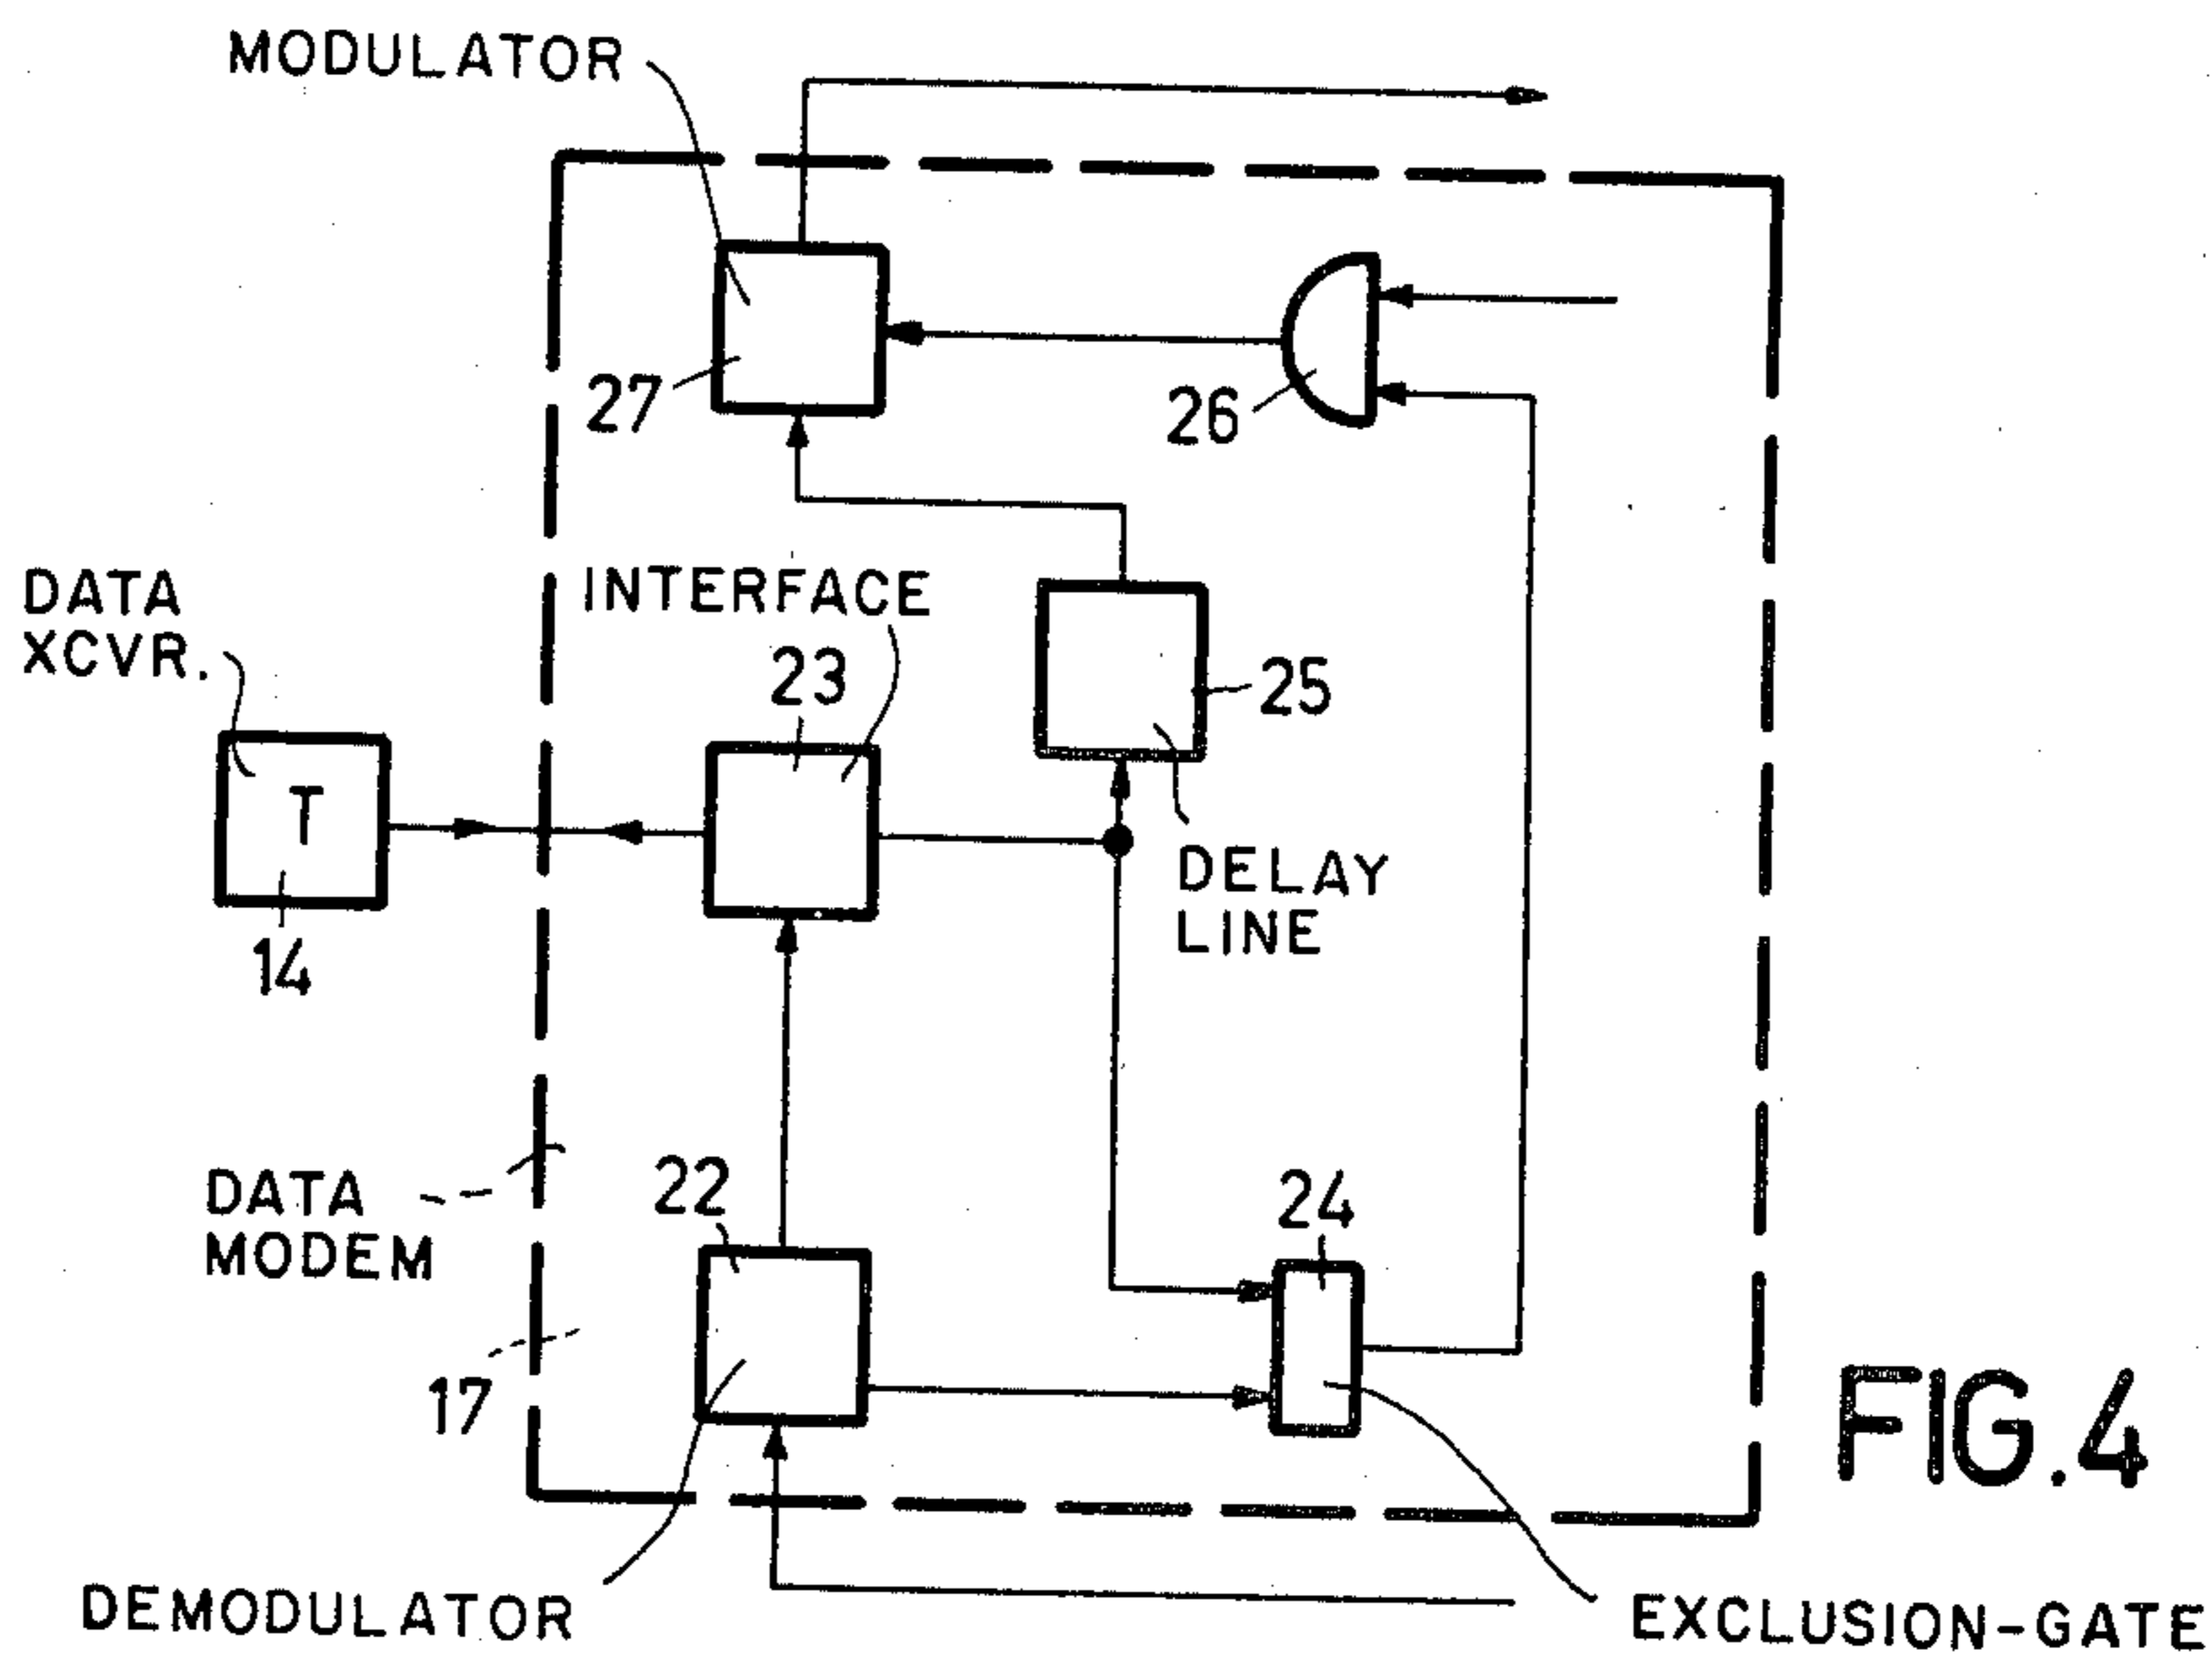 MODULATOR
27
26
DATA
XCVR.
INTERFACE
23
25
T
14
DELAY
LINE
DATA
MODEM
22
24
17
FIG.4
DEMODULATOR
EXCLUSION-GATE